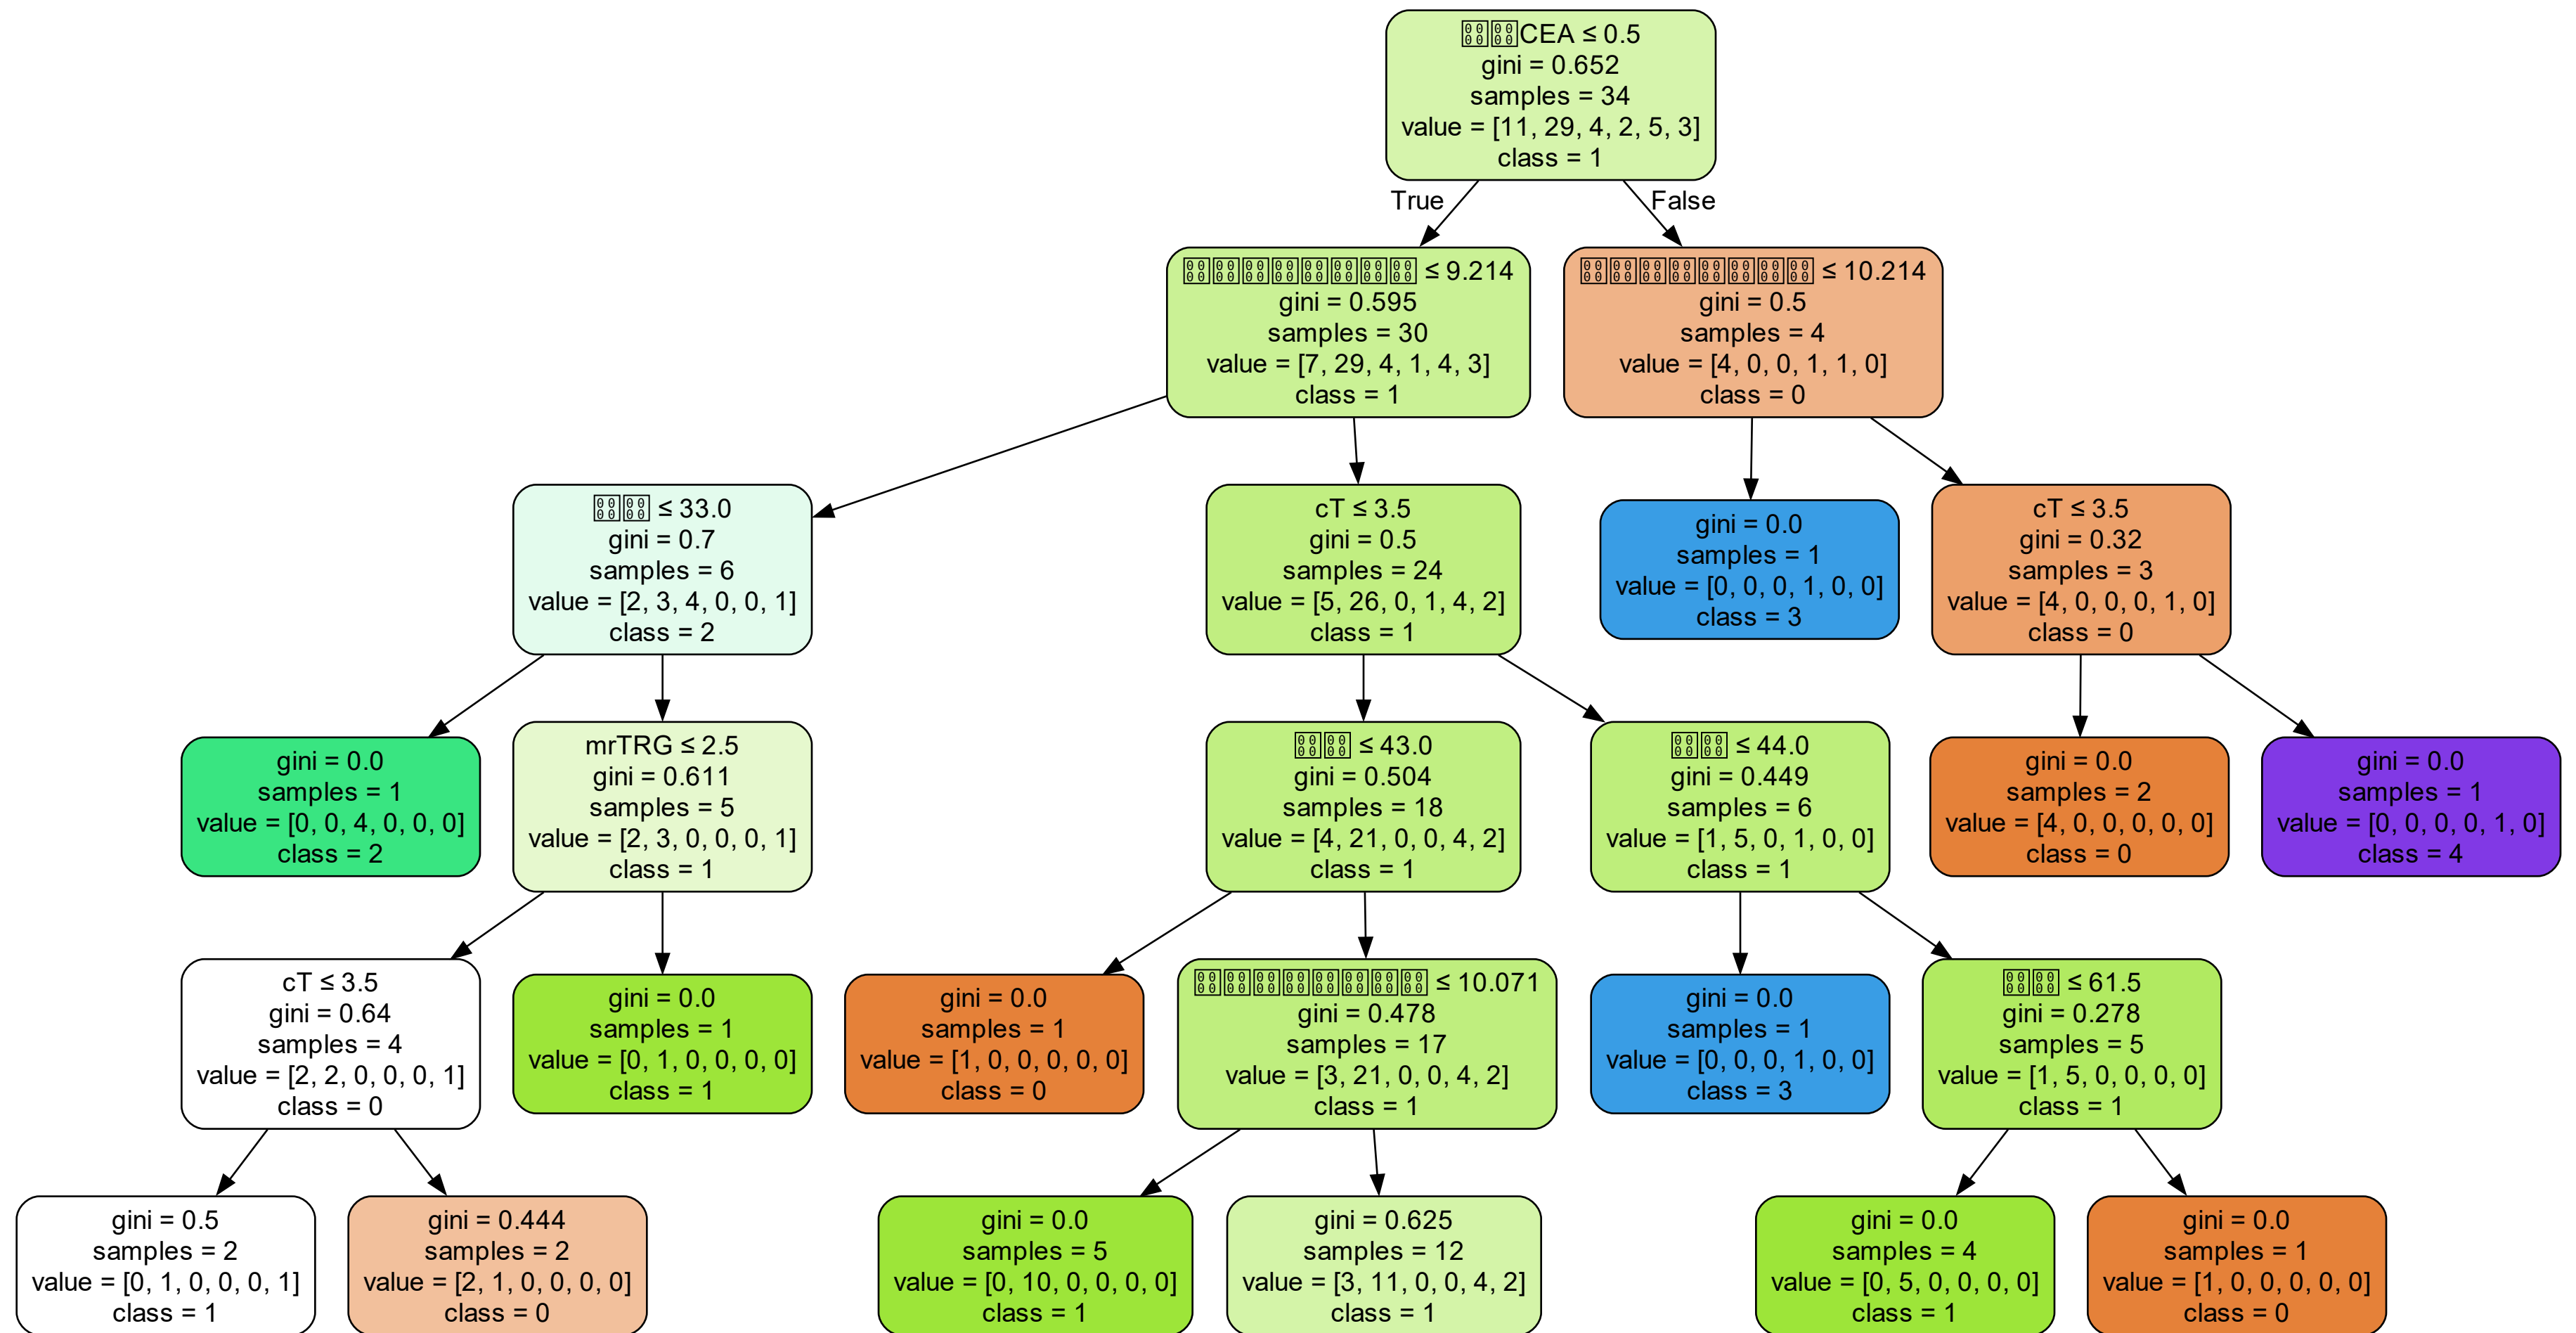 CEA ≤ 0.5
gini = 0.652
samples = 34
value = [11, 29, 4, 2, 5, 3]
class = 1
True
False
≤ 9.214
gini = 0.595
samples = 30
value = [7, 29, 4, 1, 4, 3]
class = 1
≤ 10.214
gini = 0.5
samples = 4
value = [4, 0, 0, 1, 1, 0]
class = 0
≤ 33.0
gini = 0.7
samples = 6
value = [2, 3, 4, 0, 0, 1]
class = 2
cT ≤ 3.5
gini = 0.5
samples = 24
value = [5, 26, 0, 1, 4, 2]
class = 1
gini = 0.0
samples = 1
value = [0, 0, 0, 1, 0, 0]
class = 3
cT ≤ 3.5
gini = 0.32
samples = 3
value = [4, 0, 0, 0, 1, 0]
class = 0
gini = 0.0
samples = 1
value = [0, 0, 4, 0, 0, 0]
class = 2
mrTRG ≤ 2.5
gini = 0.611
samples = 5
value = [2, 3, 0, 0, 0, 1]
class = 1
≤ 43.0
gini = 0.504
samples = 18
value = [4, 21, 0, 0, 4, 2]
class = 1
≤ 44.0
gini = 0.449
samples = 6
value = [1, 5, 0, 1, 0, 0]
class = 1
gini = 0.0
samples = 2
value = [4, 0, 0, 0, 0, 0]
class = 0
gini = 0.0
samples = 1
value = [0, 0, 0, 0, 1, 0]
class = 4
cT ≤ 3.5
gini = 0.64
samples = 4
value = [2, 2, 0, 0, 0, 1]
class = 0
gini = 0.0
samples = 1
value = [0, 1, 0, 0, 0, 0]
class = 1
gini = 0.0
samples = 1
value = [1, 0, 0, 0, 0, 0]
class = 0
≤ 10.071
gini = 0.478
samples = 17
value = [3, 21, 0, 0, 4, 2]
class = 1
gini = 0.0
samples = 1
value = [0, 0, 0, 1, 0, 0]
class = 3
≤ 61.5
gini = 0.278
samples = 5
value = [1, 5, 0, 0, 0, 0]
class = 1
gini = 0.5
samples = 2
value = [0, 1, 0, 0, 0, 1]
class = 1
gini = 0.444
samples = 2
value = [2, 1, 0, 0, 0, 0]
class = 0
gini = 0.0
samples = 5
value = [0, 10, 0, 0, 0, 0]
class = 1
gini = 0.625
samples = 12
value = [3, 11, 0, 0, 4, 2]
class = 1
gini = 0.0
samples = 4
value = [0, 5, 0, 0, 0, 0]
class = 1
gini = 0.0
samples = 1
value = [1, 0, 0, 0, 0, 0]
class = 0